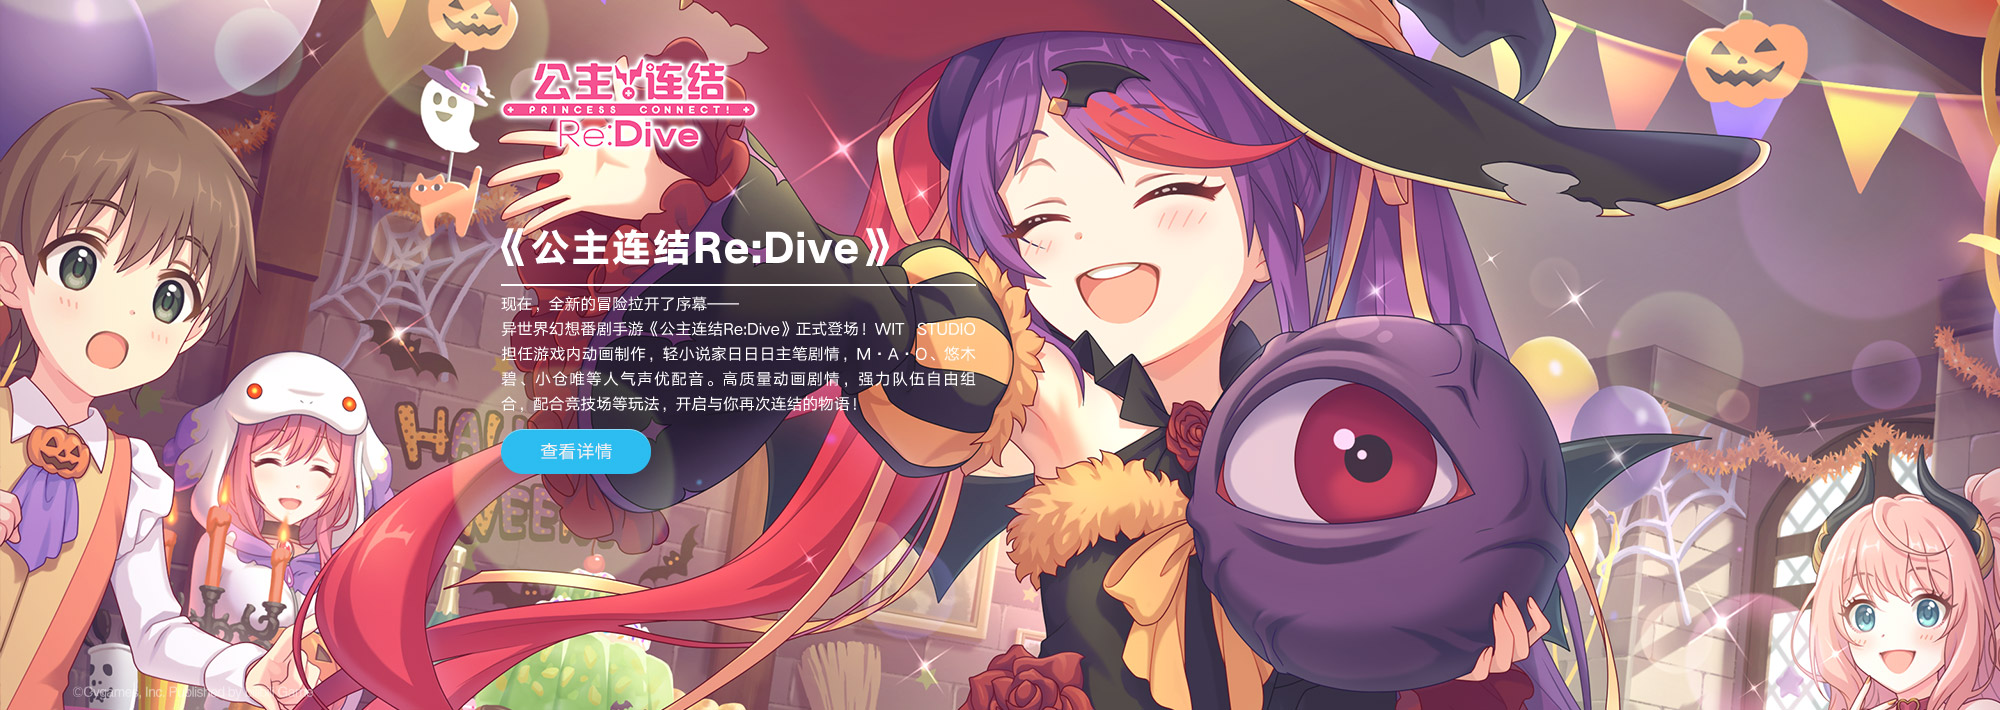 公主连结
PRINCESS CONNECT!
Re:Dive
《公主连结Re:Dive》
现在，全新的冒险拉开了序幕——
异世界幻想番剧手游《公主连结Re:Dive》正式登场！WIT STUDIO
担任游戏内动画制作，轻小说家日日日主笔剧情，M·A·O、悠木
碧、小仓唯等人气声优配音。高质量动画剧情，强力队伍自由组
合，配合竞技场等玩法，开启与你再次连结的物语！
查看详情
©Cygames, Inc. Published by Game